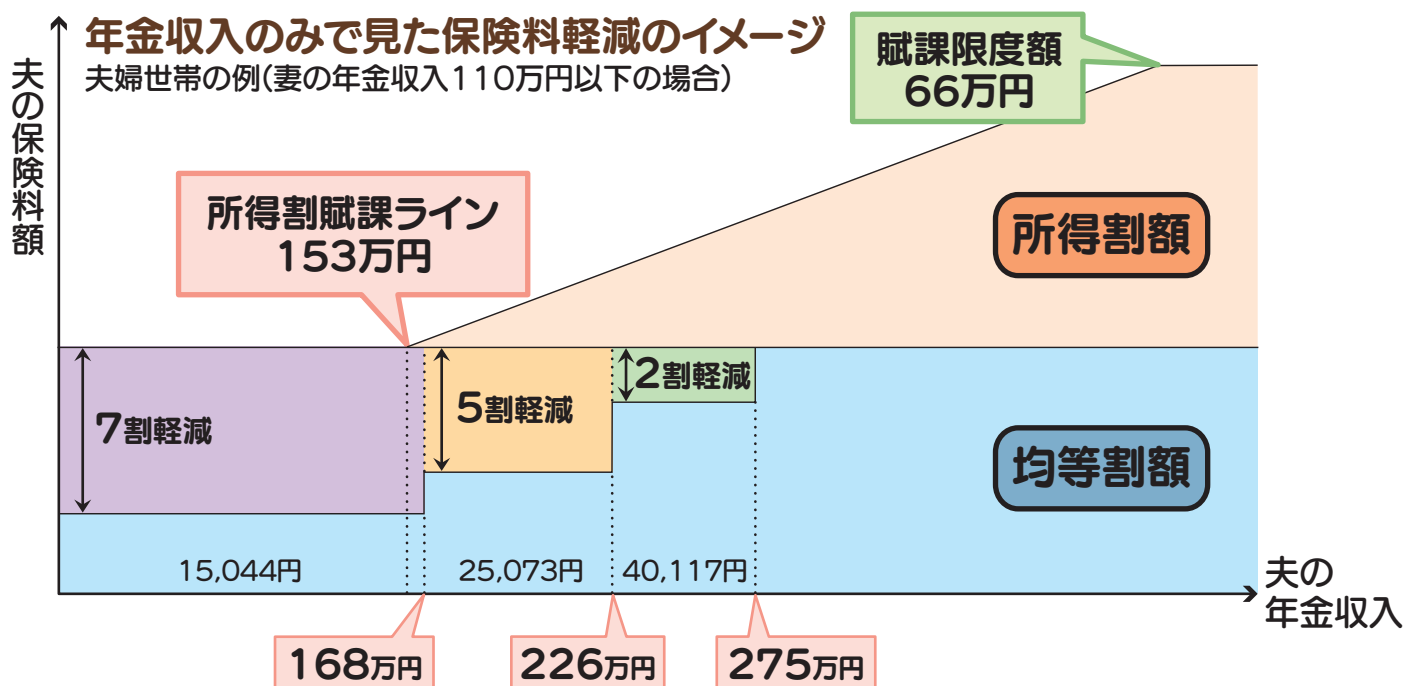 年金収入のみで見た保険料軽減のイメージ
夫婦世帯の例(妻の年金収入110万円以下の場合)
夫の保険料額
賦課限度額
66万円
所得割賦課ライン
153万円
所得割額
7割軽減
5割軽減
2割軽減
均等割額
15,044円
25,073円
40,117円
夫の
年金収入
168万円
226万円
275万円